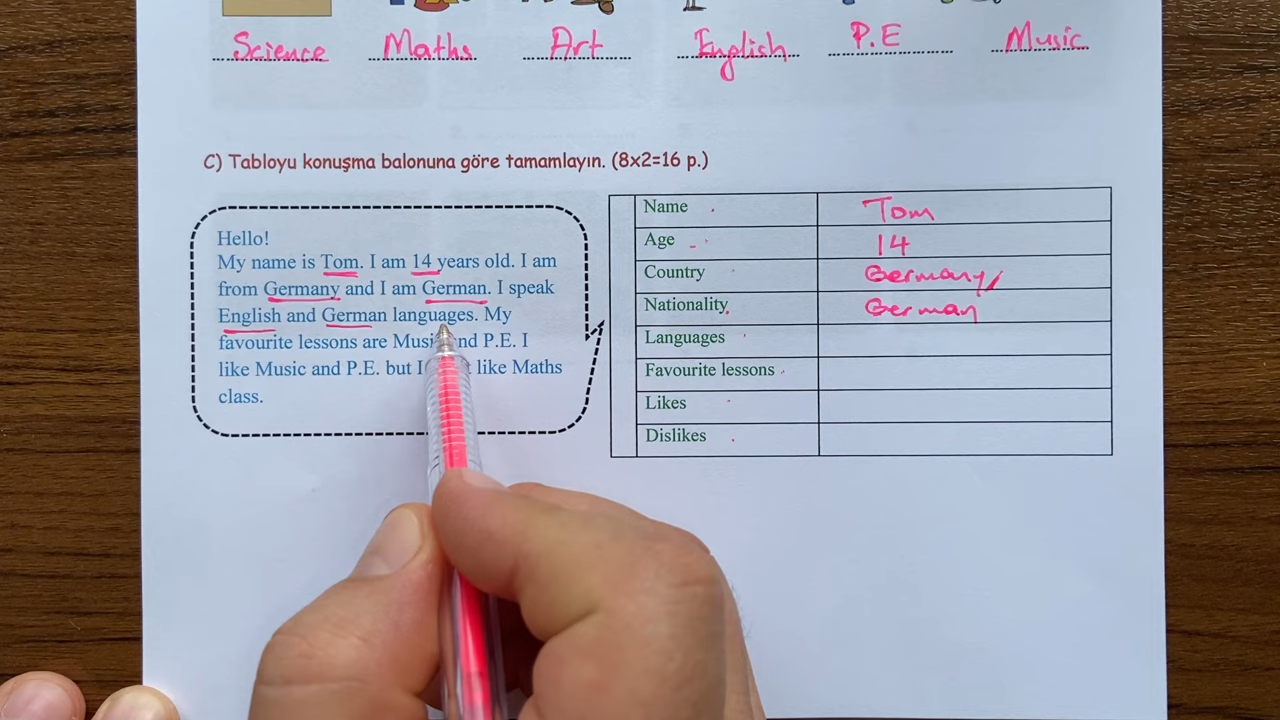 Science Maths Art English P.E Music
C) Tabloyu konuşma balonuna göre tamamlayın. (8x2=16 p.)
Hello!
My name is Tom. I am 14 years old. I am
from Germany and I am German. I speak
English and German languages. My
favourite lessons are Music and P.E. I
like Music and P.E. but I like Maths
class.
Name Tom
Age 14
Country Germany
Nationality German
Languages
Favourite lessons
Likes
Dislikes